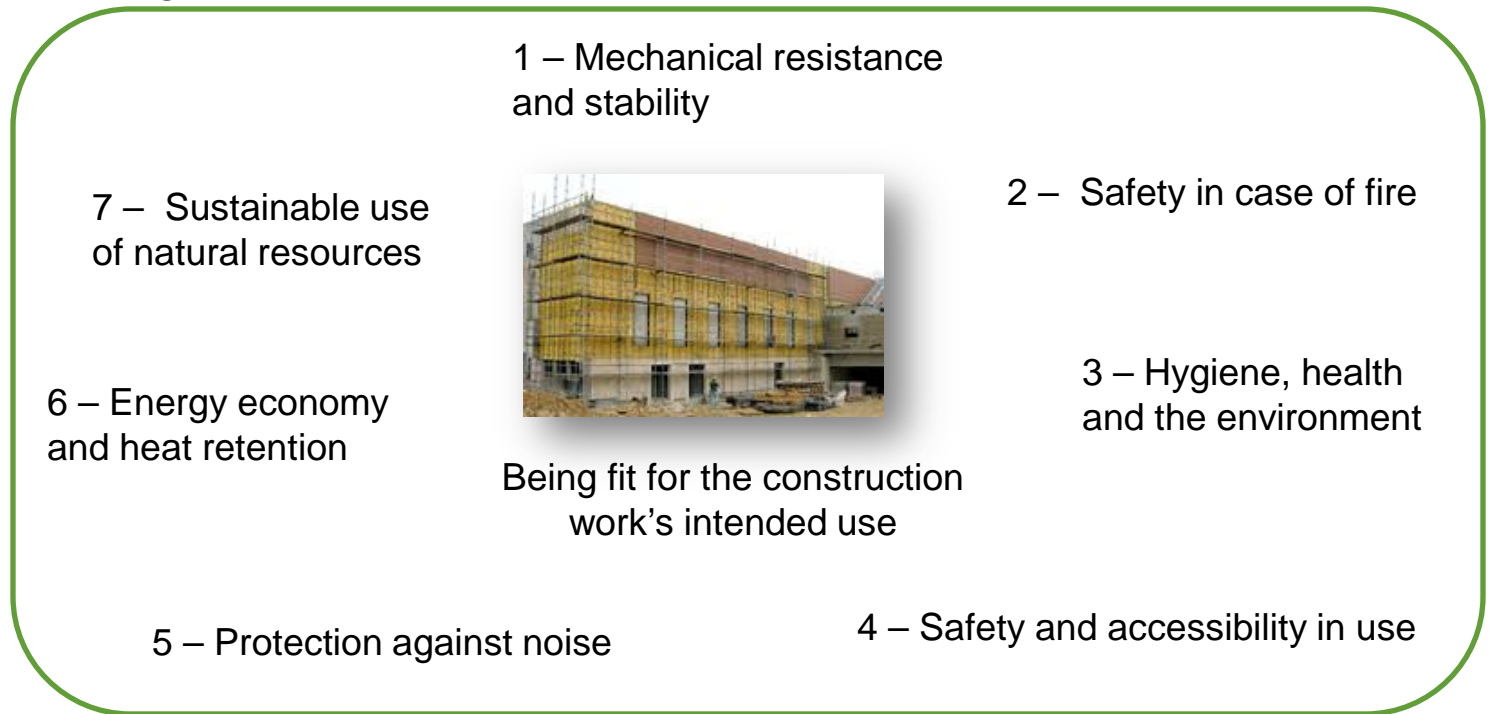 1 – Mechanical resistance
and stability
2 – Safety in case of fire
3 – Hygiene, health
and the environment
4 – Safety and accessibility in use
5 – Protection against noise
6 – Energy economy
and heat retention
7 – Sustainable use
of natural resources
Being fit for the construction
work’s intended use